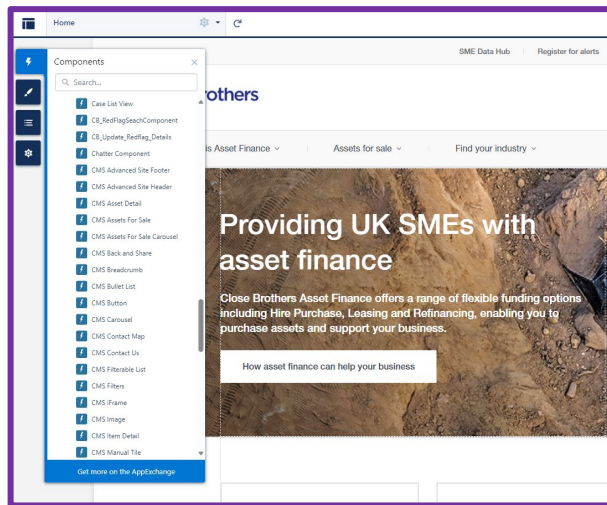 Home
SME Data Hub
Register for alerts
Components
Search...
Case List View
CB_RedFlagSeachComponent
CB_Update_Redflag_Details
Chatter Component
CMS Advanced Site Footer
CMS Advanced Site Header
CMS Asset Detail
CMS Assets For Sale
CMS Assets For Sale Carousel
CMS Back and Share
CMS Breadcrumb
CMS Bullet List
CMS Button
CMS Carousel
CMS Contact Map
CMS Contact Us
CMS Filterable List
CMS Filters
CMS iFrame
CMS Image
CMS Item Detail
CMS Manual Tile
Get more on the AppExchange
others
is Asset Finance
Assets for sale
Find your industry
Providing UK SMEs with
asset finance
Close Brothers Asset Finance offers a range of flexible funding options
including Hire Purchase, Leasing and Refinancing, enabling you to
purchase assets and support your business.
How asset finance can help your business